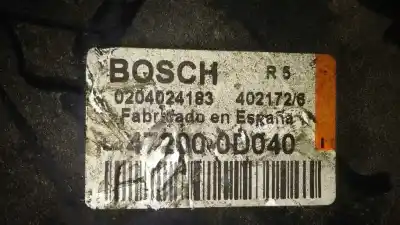 BOSCH R 5
0204024183 402172/6
Fabricado en España
47200-0D040